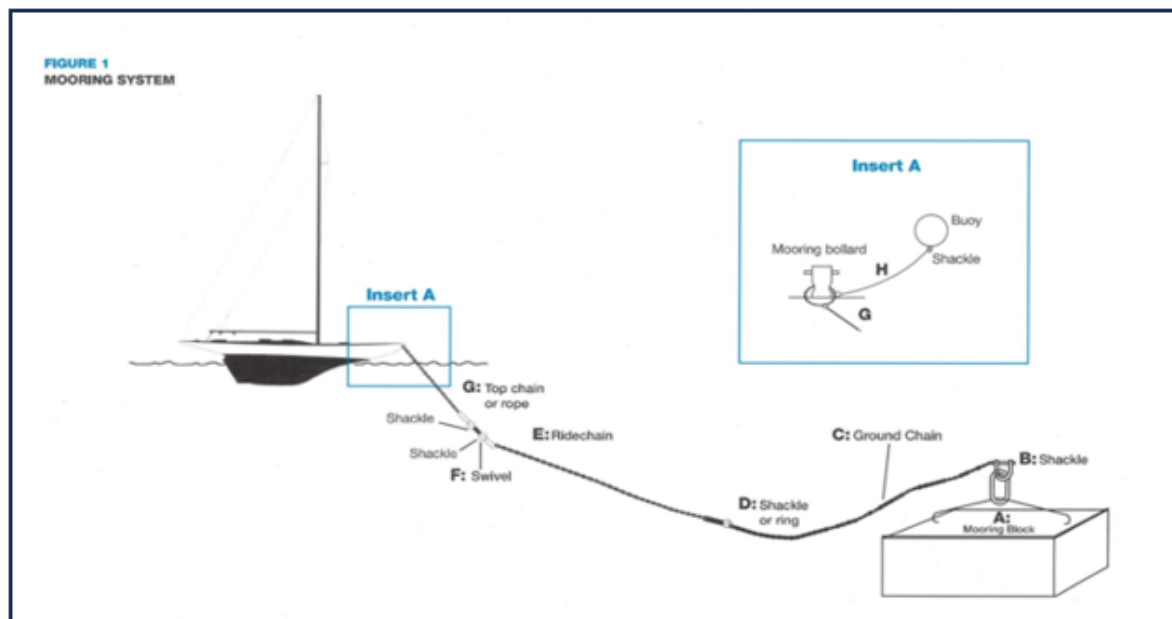 FIGURE 1
MOORING SYSTEM
Insert A
Buoy
Mooring bollard
Shackle
H
G
Insert A
G: Top chain
or rope
Shackle
E: Ridechain
Shackle
F: Swivel
C: Ground Chain
B: Shackle
D: Shackle
or ring
A:
Mooring Block